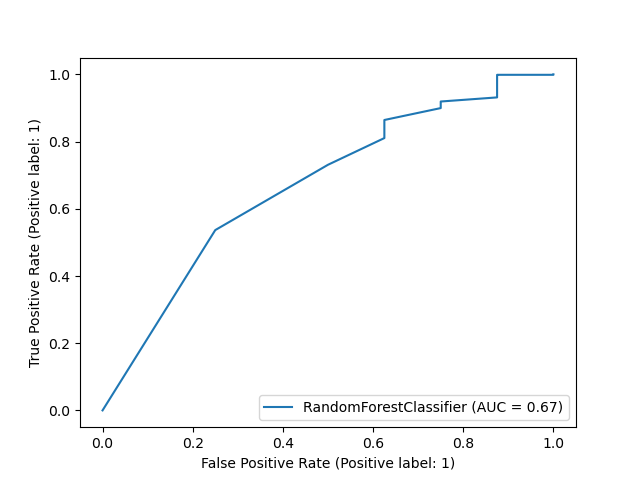 1.0
0.8
0.6
0.4
0.2
0.0
True Positive Rate (Positive label: 1)
RandomForestClassifier (AUC = 0.67)
0.0 0.2 0.4 0.6 0.8 1.0
False Positive Rate (Positive label: 1)